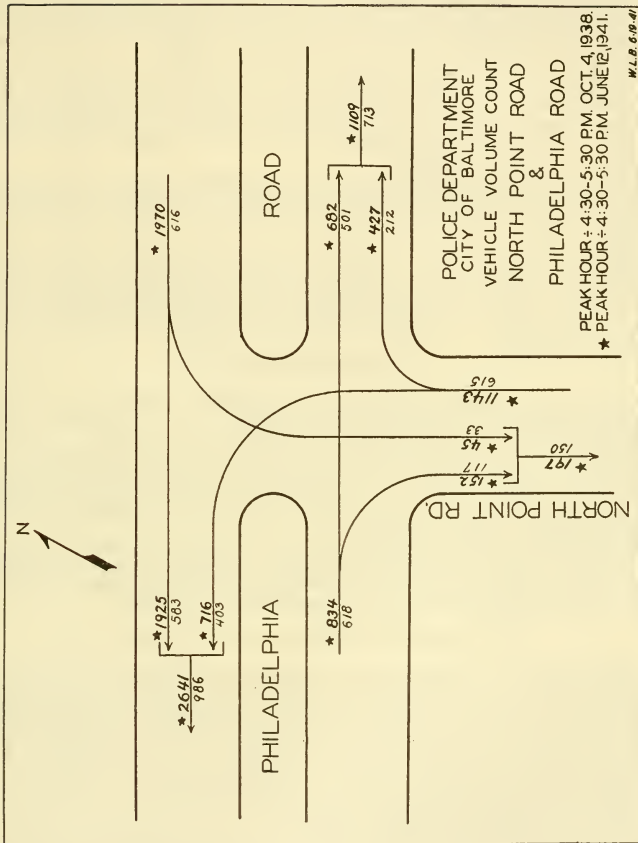 N
★1970
616
★1925
583
★716
403
★2641
986
PHILADELPHIA
ROAD
★834
618
★682
501
★427
212
★1109
713
★1143
615
★45
33
★152
117
★197
150
NORTH POINT RD.
POLICE DEPARTMENT
CITY OF BALTIMORE
VEHICLE VOLUME COUNT
NORTH POINT ROAD
&
PHILADELPHIA ROAD
PEAK HOUR ÷ 4:30-5:30 P.M. OCT. 4, 1938.
★ PEAK HOUR ÷ 4:30-5:30 P.M. JUNE 12, 1941.
W.L.B. 6-19-41